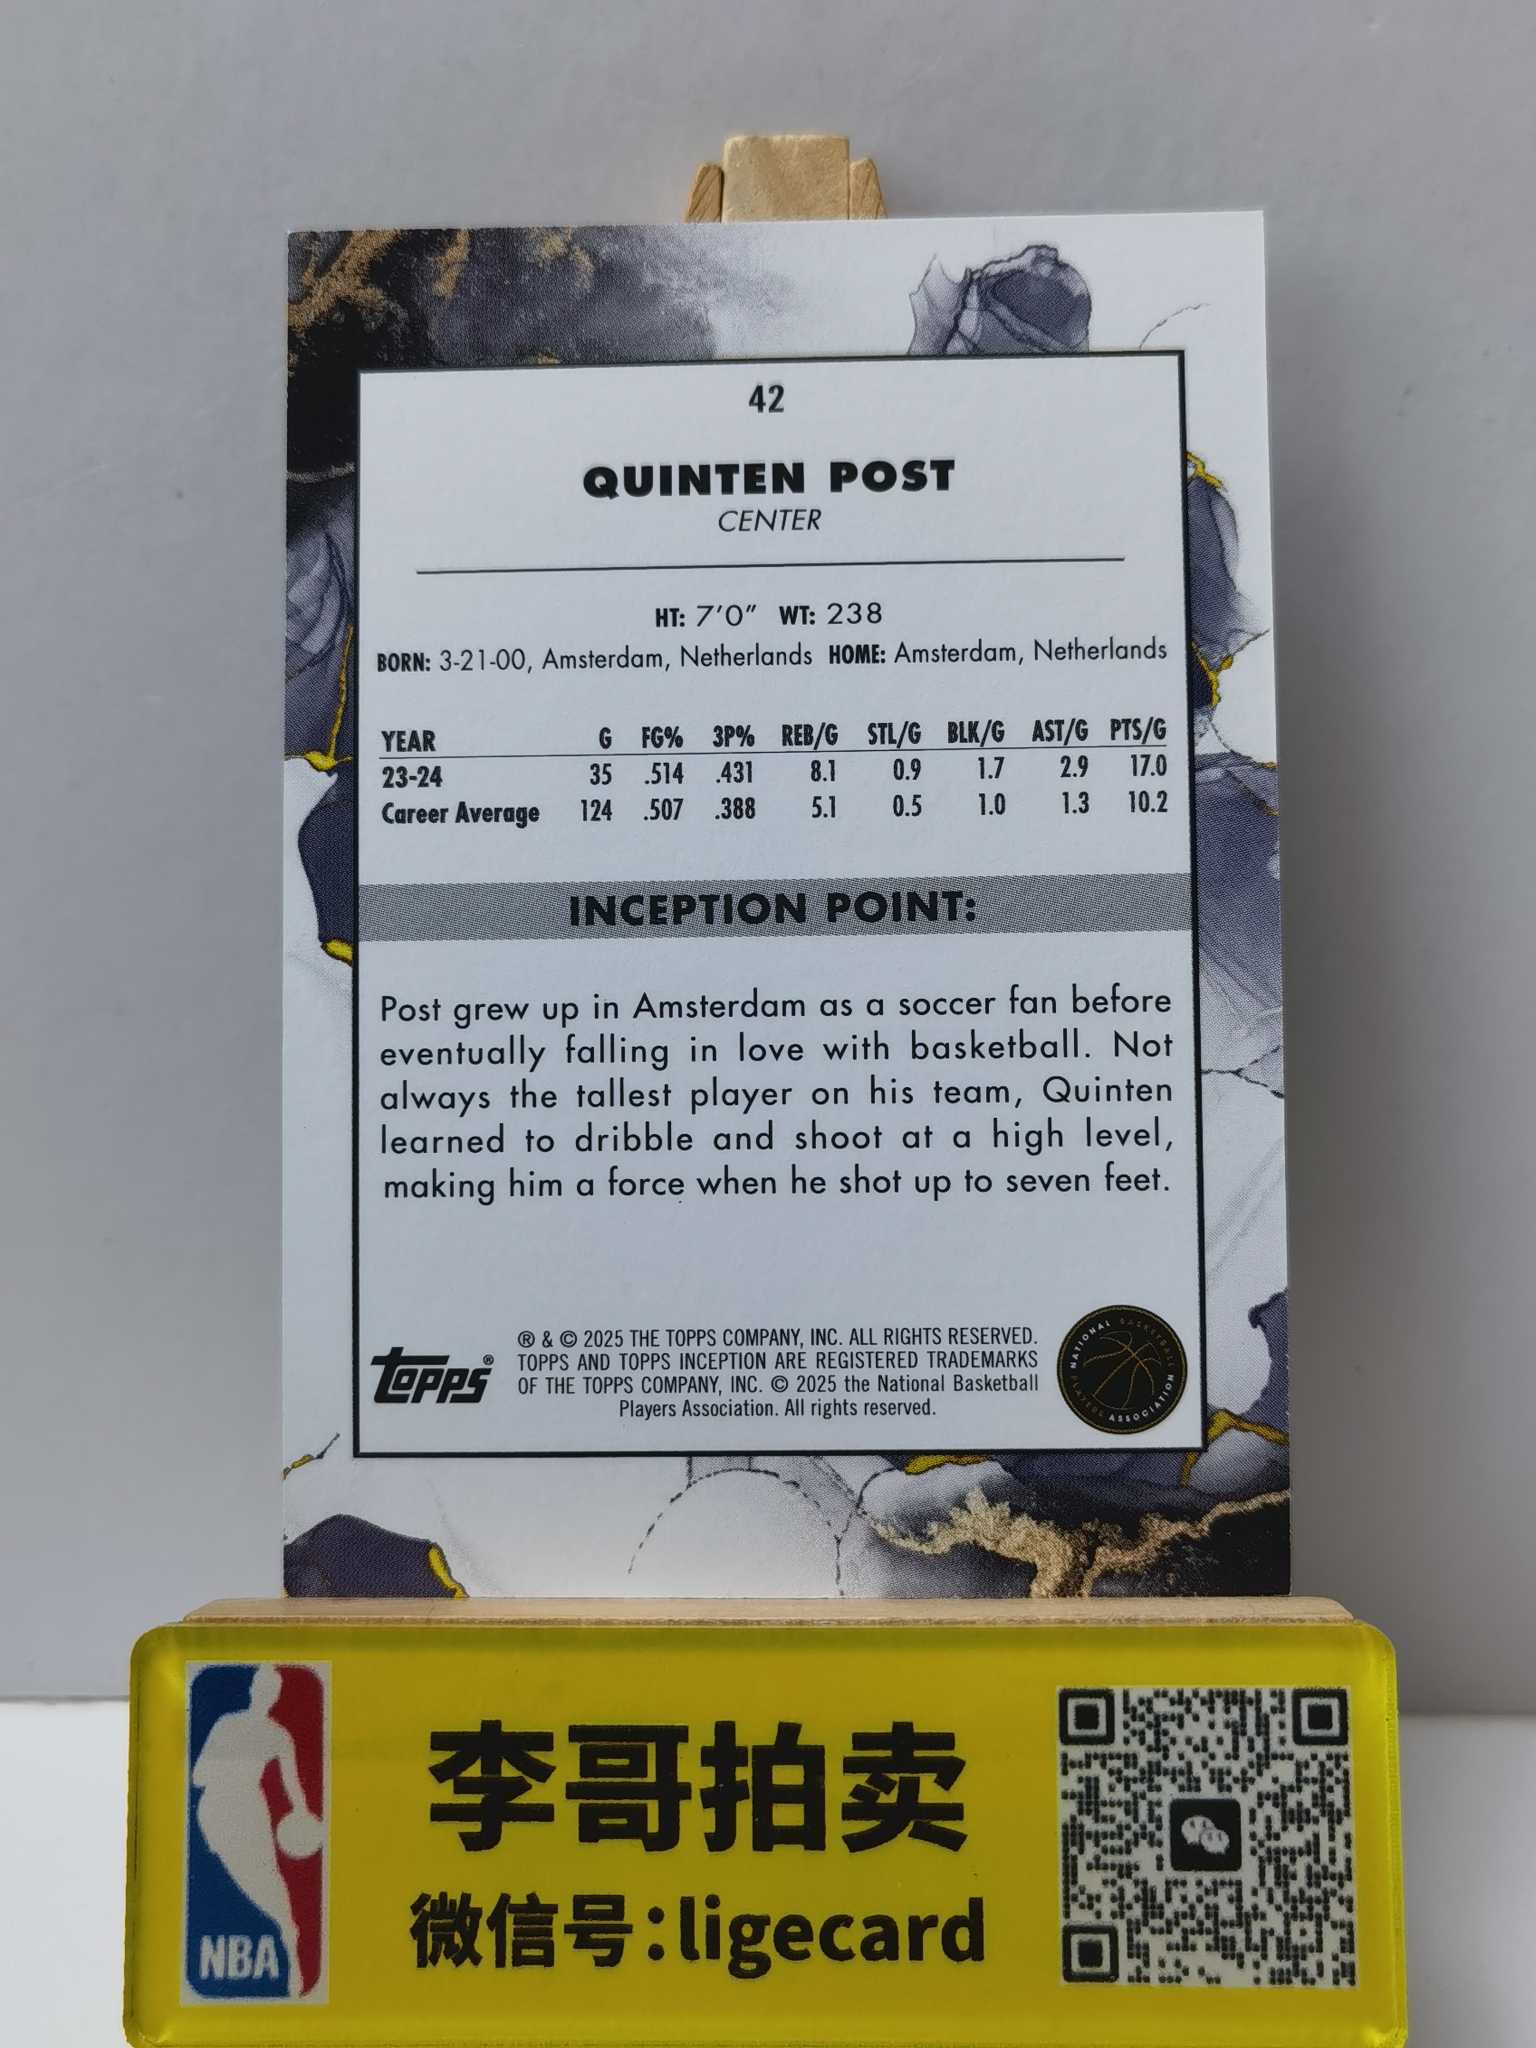 42
QUINTEN POST
CENTER
HT: 7'0" WT: 238
BORN: 3-21-00, Amsterdam, Netherlands HOME: Amsterdam, Netherlands
YEAR G FG% 3P% REB/G STL/G BLK/G AST/G PTS/G
23-24 35 .514 .431 8.1 0.9 1.7 2.9 17.0
Career Average 124 .507 .388 5.1 0.5 1.0 1.3 10.2
INCEPTION POINT:
Post grew up in Amsterdam as a soccer fan before
eventually falling in love with basketball. Not
always the tallest player on his team, Quinten
learned to dribble and shoot at a high level,
making him a force when he shot up to seven feet.
topps®
® & © 2025 THE TOPPS COMPANY, INC. ALL RIGHTS RESERVED.
TOPPS AND TOPPS INCEPTION ARE REGISTERED TRADEMARKS
OF THE TOPPS COMPANY, INC. © 2025 the National Basketball
Players Association. All rights reserved.
NATIONAL BASKETBALL
PLAYERS ASSOCIATION
NBA
李哥拍卖
微信号:ligecard